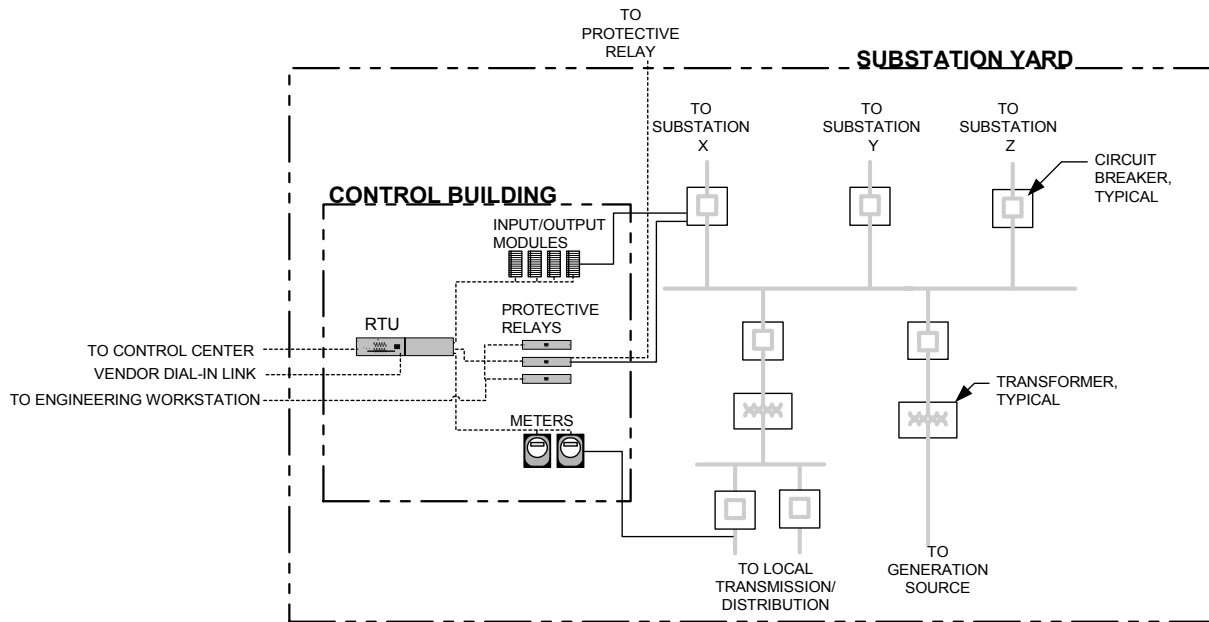 TO
PROTECTIVE
RELAY
SUBSTATION YARD
TO
SUBSTATION
X
TO
SUBSTATION
Y
TO
SUBSTATION
Z
CIRCUIT
BREAKER,
TYPICAL
CONTROL BUILDING
INPUT/OUTPUT
MODULES
RTU
PROTECTIVE
RELAYS
TO CONTROL CENTER
VENDOR DIAL-IN LINK
TO ENGINEERING WORKSTATION
TRANSFORMER,
TYPICAL
METERS
TO LOCAL
TRANSMISSION/
DISTRIBUTION
TO
GENERATION
SOURCE